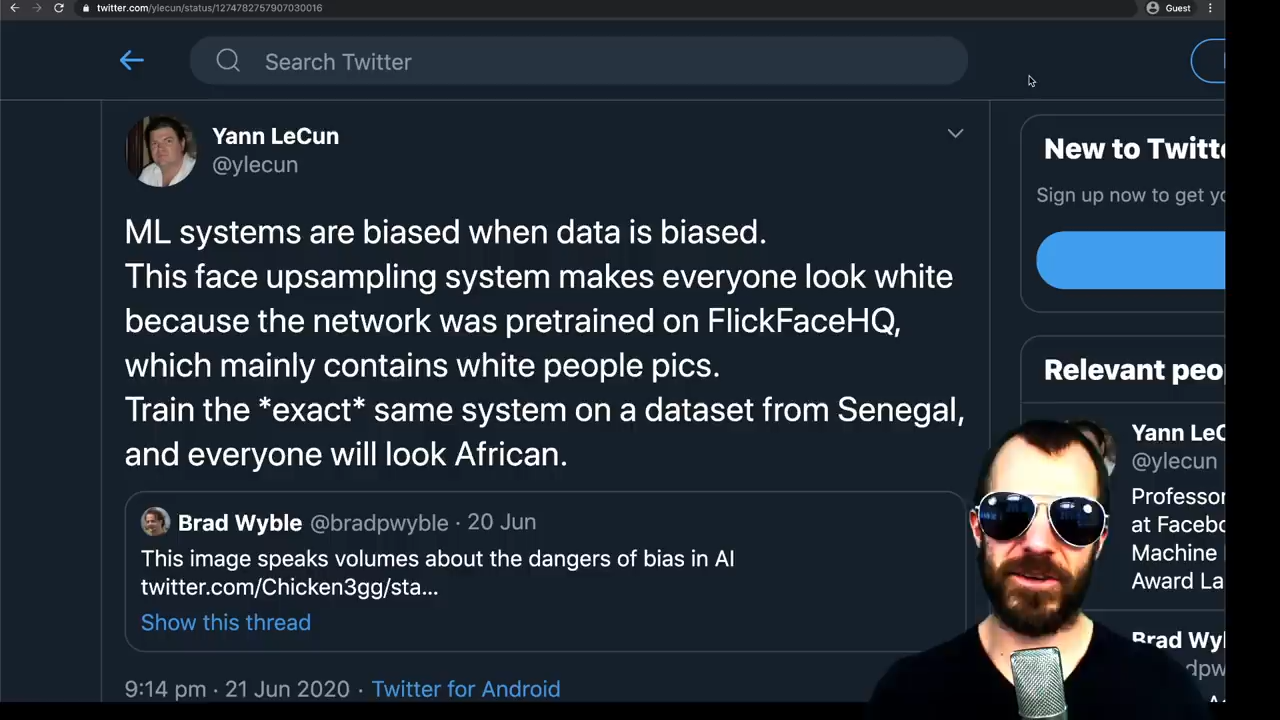 twitter.com/ylecun/status/1274782757907030016
Guest
Search Twitter
Yann LeCun
@ylecun
ML systems are biased when data is biased.
This face upsampling system makes everyone look white
because the network was pretrained on FlickFaceHQ,
which mainly contains white people pics.
Train the *exact* same system on a dataset from Senegal,
and everyone will look African.
Brad Wyble @bradpwyble · 20 Jun
This image speaks volumes about the dangers of bias in AI
twitter.com/Chicken3gg/sta...
Show this thread
9:14 pm · 21 Jun 2020 · Twitter for Android
New to Twitte
Sign up now to get yo
Relevant peo
Yann LeC
@ylecun
Professor
at Facebo
Machine
Award La
Brad Wyl
dpw